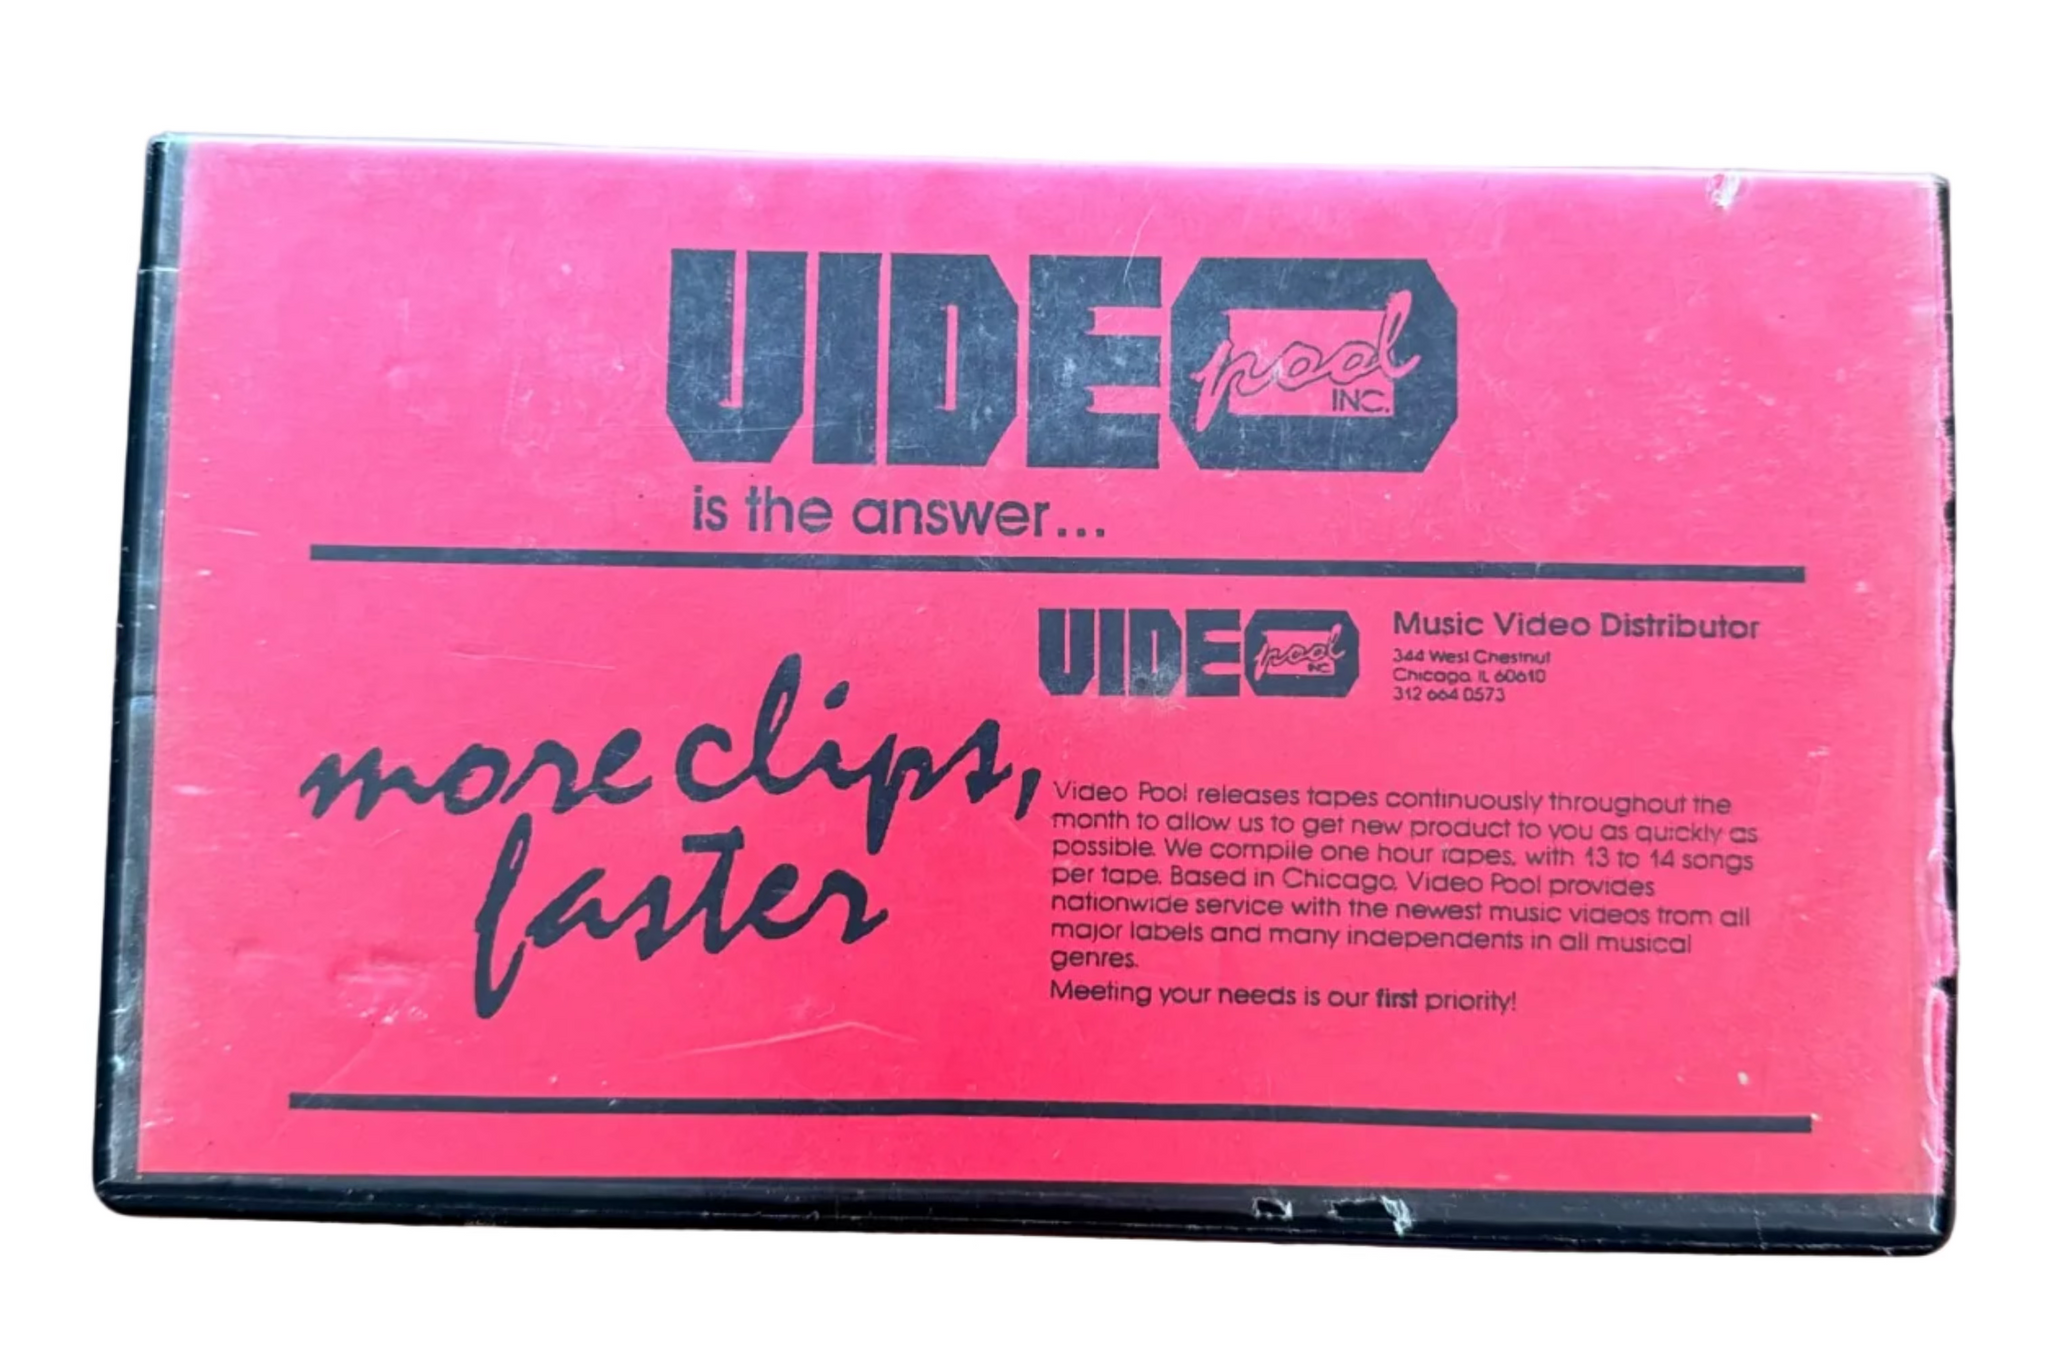 VIDEO pool INC.
is the answer...
more clips,
faster
VIDEO pool INC
Music Video Distributor
344 West Chestnut
Chicago, IL 60610
312 664 0573
Video Pool releases tapes continuously throughout the
month to allow us to get new product to you as quickly as
possible. We compile one hour tapes, with 13 to 14 songs
per tape. Based in Chicago, Video Pool provides
nationwide service with the newest music videos from all
major labels and many independents in all musical
genres.
Meeting your needs is our first priority!